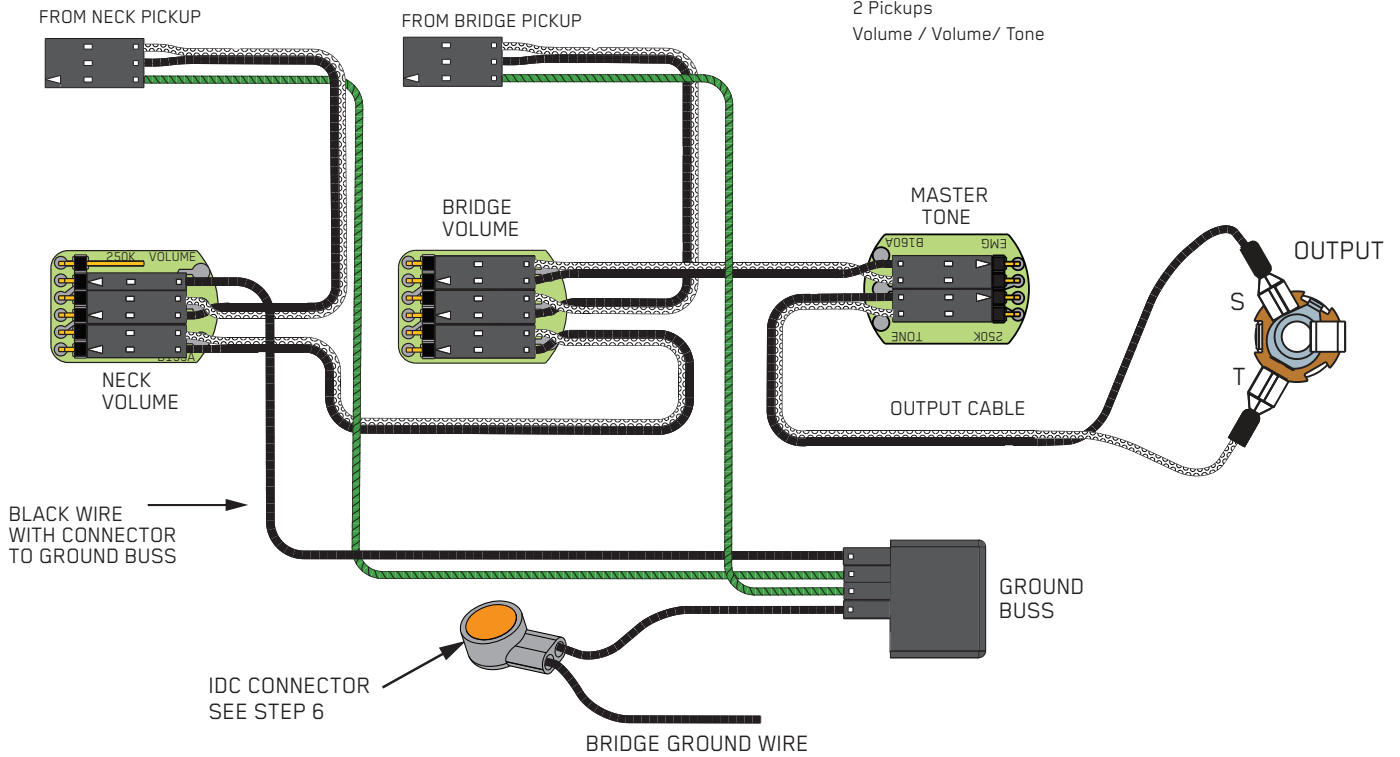 FROM NECK PICKUP
FROM BRIDGE PICKUP
2 Pickups
Volume / Volume/ Tone
BRIDGE
VOLUME
MASTER
TONE
250K VOLUME
B160A
EMG
OUTPUT
S
T
TONE
250K
NECK
VOLUME
OUTPUT CABLE
BLACK WIRE
WITH CONNECTOR
TO GROUND BUSS
GROUND
BUSS
IDC CONNECTOR
SEE STEP 6
BRIDGE GROUND WIRE